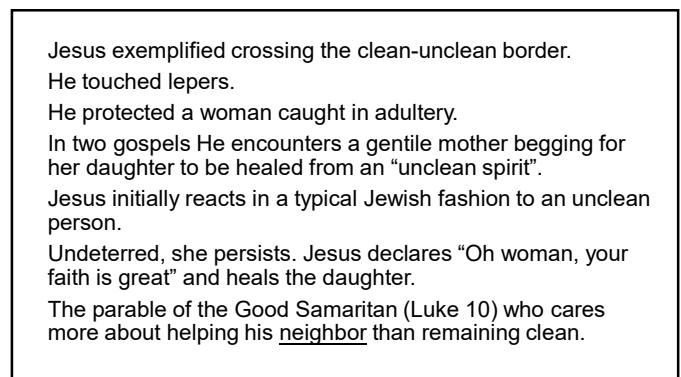 Jesus exemplified crossing the clean-unclean border.
He touched lepers.
He protected a woman caught in adultery.
In two gospels He encounters a gentile mother begging for
her daughter to be healed from an “unclean spirit”.
Jesus initially reacts in a typical Jewish fashion to an unclean
person.
Undeterred, she persists. Jesus declares “Oh woman, your
faith is great” and heals the daughter.
The parable of the Good Samaritan (Luke 10) who cares
more about helping his neighbor than remaining clean.